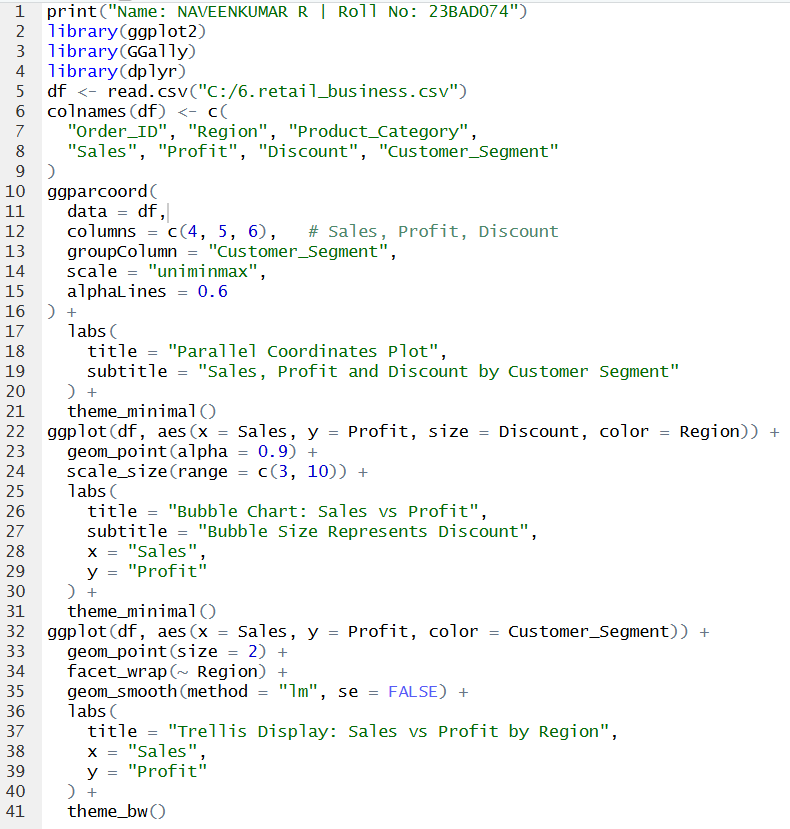 1 print("Name: NAVEENKUMAR R | Roll No: 23BAD074")
2 library(ggplot2)
3 library(GGally)
4 library(dplyr)
5 df <- read.csv("C:/6.retail_business.csv")
6 colnames(df) <- c(
7   "Order_ID", "Region", "Product_Category",
8   "Sales", "Profit", "Discount", "Customer_Segment"
9 )
10 ggparcoord(
11   data = df,
12   columns = c(4, 5, 6),   # Sales, Profit, Discount
13   groupColumn = "Customer_Segment",
14   scale = "uniminmax",
15   alphaLines = 0.6
16 ) +
17   labs(
18     title = "Parallel Coordinates Plot",
19     subtitle = "Sales, Profit and Discount by Customer Segment"
20   ) +
21   theme_minimal()
22 ggplot(df, aes(x = Sales, y = Profit, size = Discount, color = Region)) +
23   geom_point(alpha = 0.9) +
24   scale_size(range = c(3, 10)) +
25   labs(
26     title = "Bubble Chart: Sales vs Profit",
27     subtitle = "Bubble Size Represents Discount",
28     x = "Sales",
29     y = "Profit"
30   ) +
31   theme_minimal()
32 ggplot(df, aes(x = Sales, y = Profit, color = Customer_Segment)) +
33   geom_point(size = 2) +
34   facet_wrap(~ Region) +
35   geom_smooth(method = "lm", se = FALSE) +
36   labs(
37     title = "Trellis Display: Sales vs Profit by Region",
38     x = "Sales",
39     y = "Profit"
40   ) +
41   theme_bw()